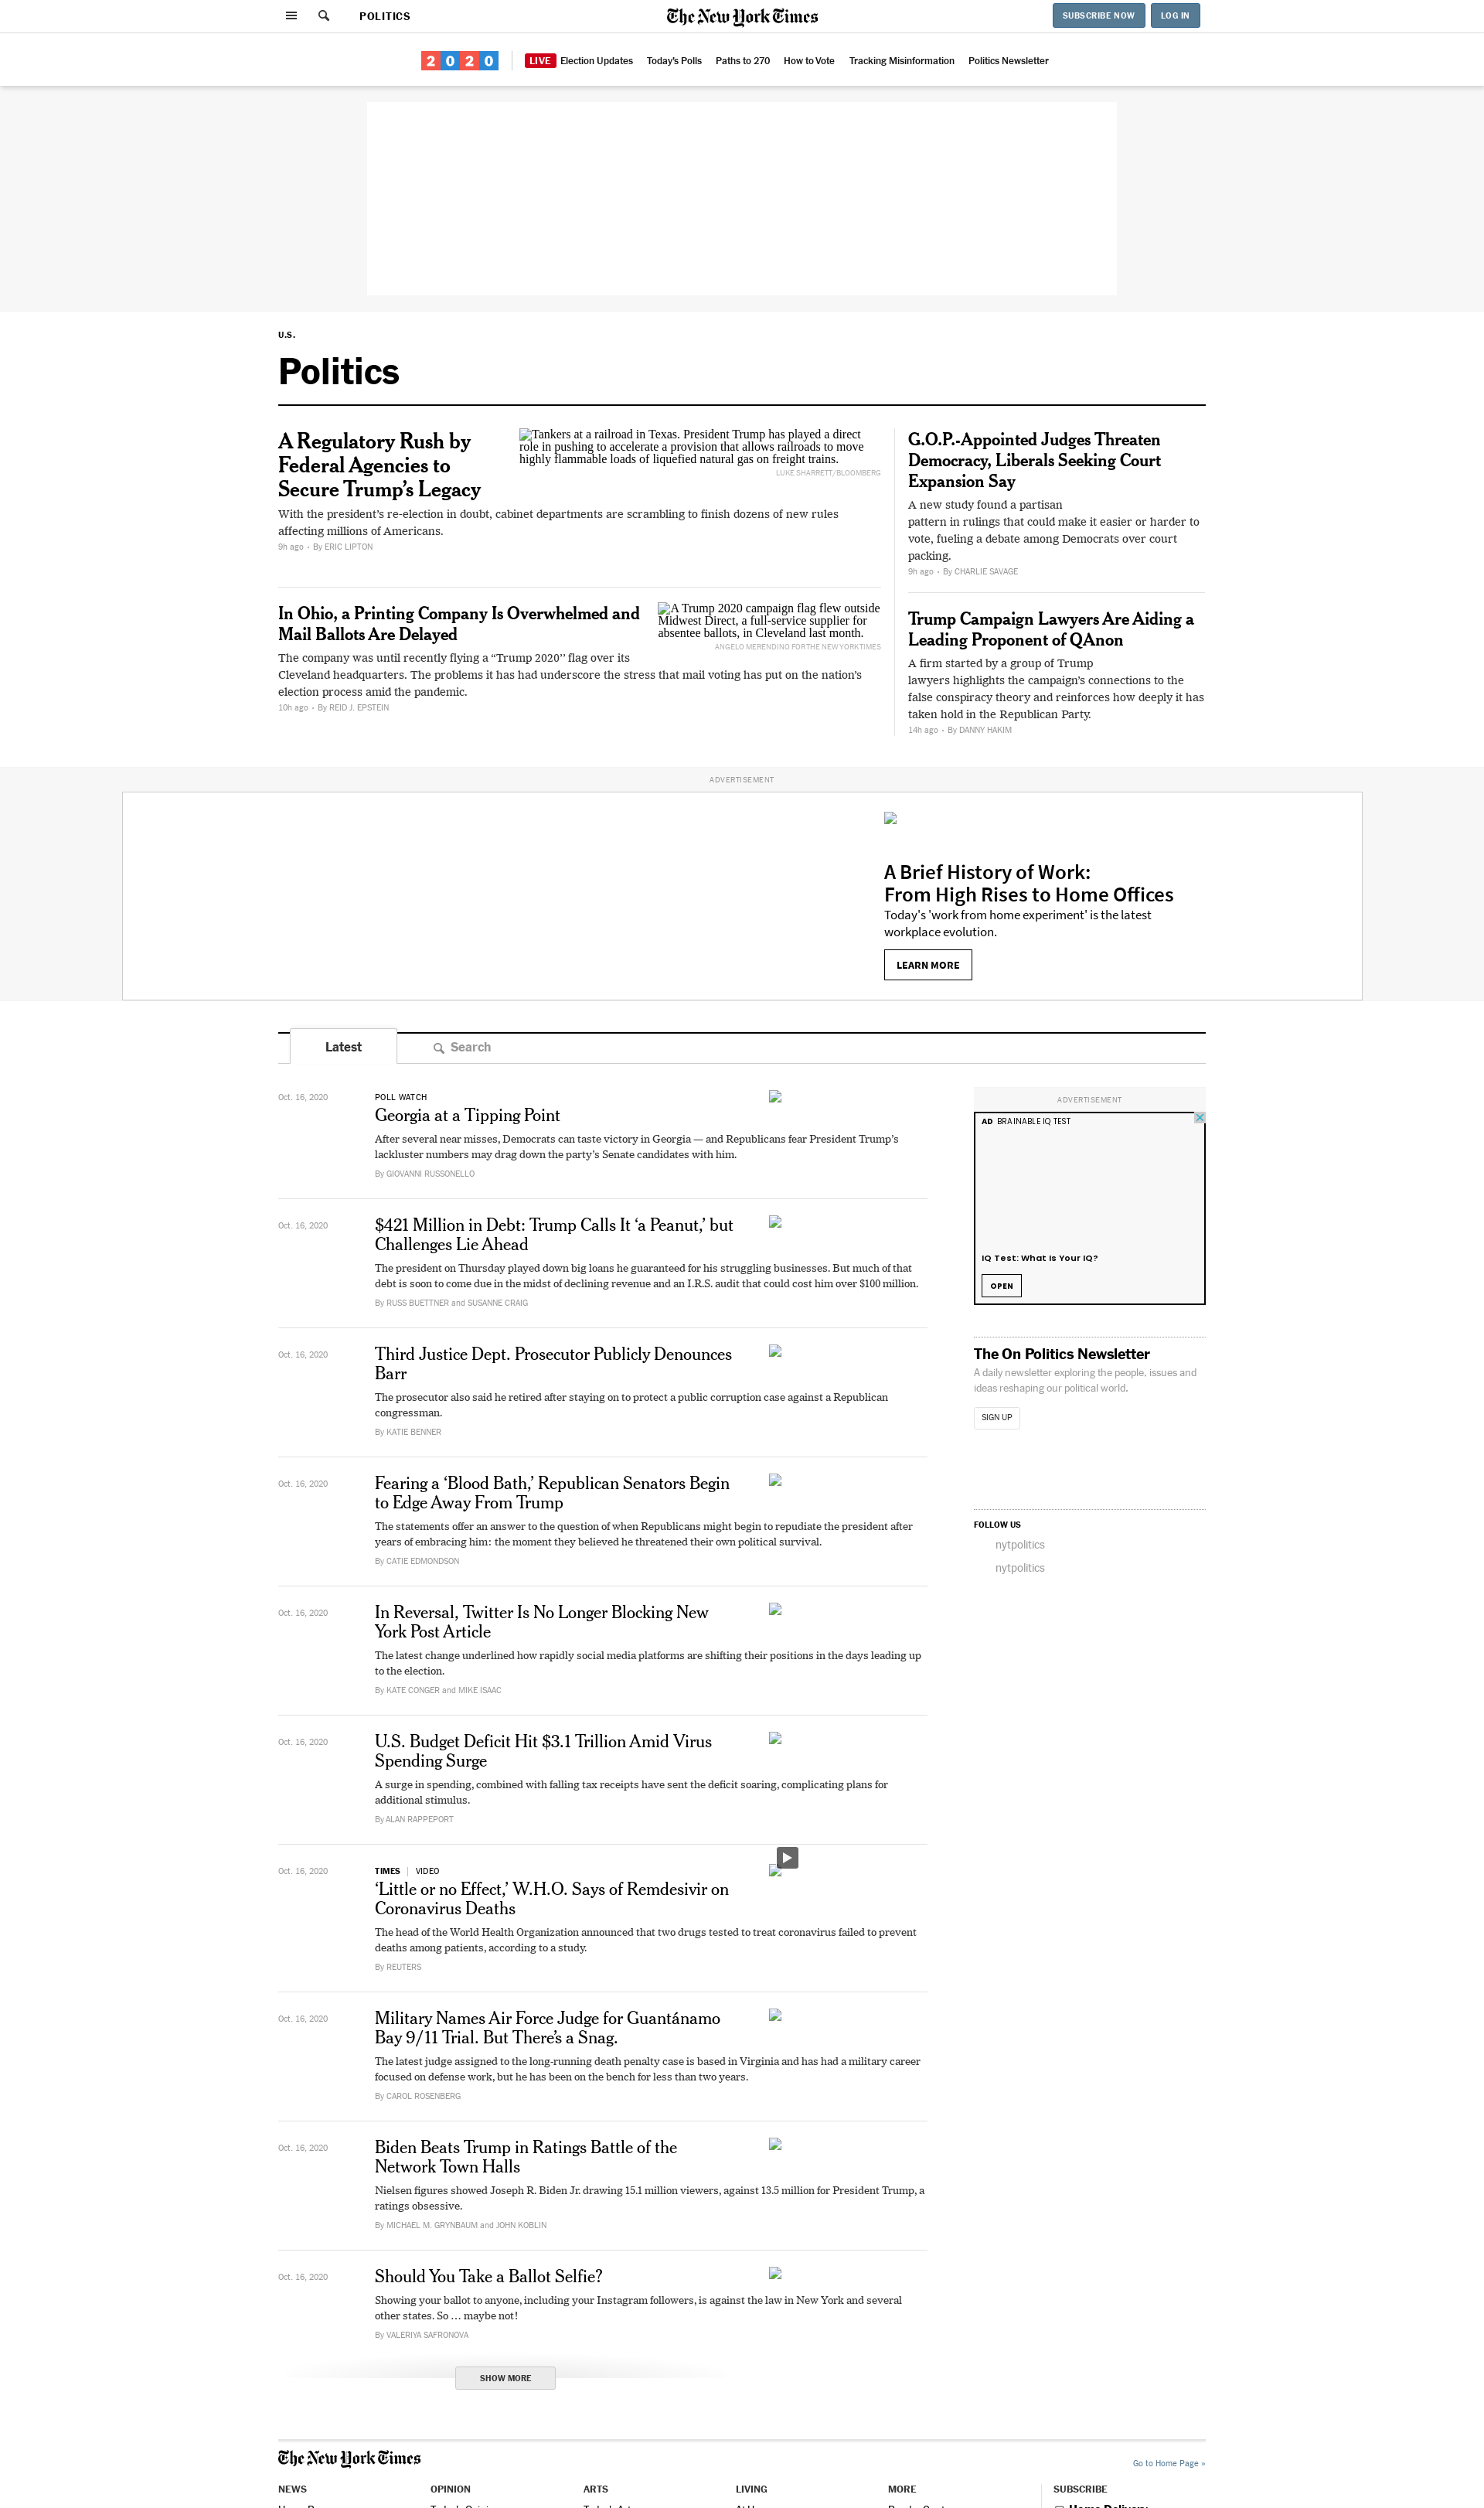 POLITICS
The New York Times
SUBSCRIBE NOW
LOG IN
2020
LIVE Election Updates
Today's Polls
Paths to 270
How to Vote
Tracking Misinformation
Politics Newsletter
U.S.
Politics
A Regulatory Rush by
Federal Agencies to
Secure Trump’s Legacy
Tankers at a railroad in Texas. President Trump has played a direct
role in pushing to accelerate a provision that allows railroads to move
highly flammable loads of liquefied natural gas on freight trains.
LUKE SHARRETT/BLOOMBERG
With the president’s re-election in doubt, cabinet departments are scrambling to finish dozens of new rules
affecting millions of Americans.
9h ago • By ERIC LIPTON
In Ohio, a Printing Company Is Overwhelmed and
Mail Ballots Are Delayed
A Trump 2020 campaign flag flew outside
Midwest Direct, a full-service supplier for
absentee ballots, in Cleveland last month.
ANGELO MERENDINO FOR THE NEW YORK TIMES
The company was until recently flying a “Trump 2020” flag over its
Cleveland headquarters. The problems it has had underscore the stress that mail voting has put on the nation’s
election process amid the pandemic.
10h ago • By REID J. EPSTEIN
G.O.P.-Appointed Judges Threaten
Democracy, Liberals Seeking Court
Expansion Say
A new study found a partisan
pattern in rulings that could make it easier or harder to
vote, fueling a debate among Democrats over court
packing.
9h ago • By CHARLIE SAVAGE
Trump Campaign Lawyers Are Aiding a
Leading Proponent of QAnon
A firm started by a group of Trump
lawyers highlights the campaign’s connections to the
false conspiracy theory and reinforces how deeply it has
taken hold in the Republican Party.
14h ago • By DANNY HAKIM
ADVERTISEMENT
A Brief History of Work:
From High Rises to Home Offices
Today's 'work from home experiment' is the latest
workplace evolution.
LEARN MORE
Latest
Search
Oct. 16, 2020
POLL WATCH
Georgia at a Tipping Point
After several near misses, Democrats can taste victory in Georgia — and Republicans fear President Trump’s
lackluster numbers may drag down the party’s Senate candidates with him.
By GIOVANNI RUSSONELLO
Oct. 16, 2020
$421 Million in Debt: Trump Calls It ‘a Peanut,’ but
Challenges Lie Ahead
The president on Thursday played down big loans he guaranteed for his struggling businesses. But much of that
debt is soon to come due in the midst of declining revenue and an I.R.S. audit that could cost him over $100 million.
By RUSS BUETTNER and SUSANNE CRAIG
Oct. 16, 2020
Third Justice Dept. Prosecutor Publicly Denounces
Barr
The prosecutor also said he retired after staying on to protect a public corruption case against a Republican
congressman.
By KATIE BENNER
Oct. 16, 2020
Fearing a ‘Blood Bath,’ Republican Senators Begin
to Edge Away From Trump
The statements offer an answer to the question of when Republicans might begin to repudiate the president after
years of embracing him: the moment they believed he threatened their own political survival.
By CATIE EDMONDSON
Oct. 16, 2020
In Reversal, Twitter Is No Longer Blocking New
York Post Article
The latest change underlined how rapidly social media platforms are shifting their positions in the days leading up
to the election.
By KATE CONGER and MIKE ISAAC
Oct. 16, 2020
U.S. Budget Deficit Hit $3.1 Trillion Amid Virus
Spending Surge
A surge in spending, combined with falling tax receipts have sent the deficit soaring, complicating plans for
additional stimulus.
By ALAN RAPPEPORT
Oct. 16, 2020
TIMES | VIDEO
‘Little or no Effect,’ W.H.O. Says of Remdesivir on
Coronavirus Deaths
The head of the World Health Organization announced that two drugs tested to treat coronavirus failed to prevent
deaths among patients, according to a study.
By REUTERS
Oct. 16, 2020
Military Names Air Force Judge for Guantánamo
Bay 9/11 Trial. But There’s a Snag.
The latest judge assigned to the long-running death penalty case is based in Virginia and has had a military career
focused on defense work, but he has been on the bench for less than two years.
By CAROL ROSENBERG
Oct. 16, 2020
Biden Beats Trump in Ratings Battle of the
Network Town Halls
Nielsen figures showed Joseph R. Biden Jr. drawing 15.1 million viewers, against 13.5 million for President Trump, a
ratings obsessive.
By MICHAEL M. GRYNBAUM and JOHN KOBLIN
Oct. 16, 2020
Should You Take a Ballot Selfie?
Showing your ballot to anyone, including your Instagram followers, is against the law in New York and several
other states. So … maybe not!
By VALERIYA SAFRONOVA
SHOW MORE
ADVERTISEMENT
AD BRAINABLE IQ TEST
IQ Test: What Is Your IQ?
OPEN
The On Politics Newsletter
A daily newsletter exploring the people, issues and
ideas reshaping our political world.
SIGN UP
FOLLOW US
nytpolitics
nytpolitics
The New York Times
Go to Home Page »
NEWS
OPINION
ARTS
LIVING
MORE
SUBSCRIBE